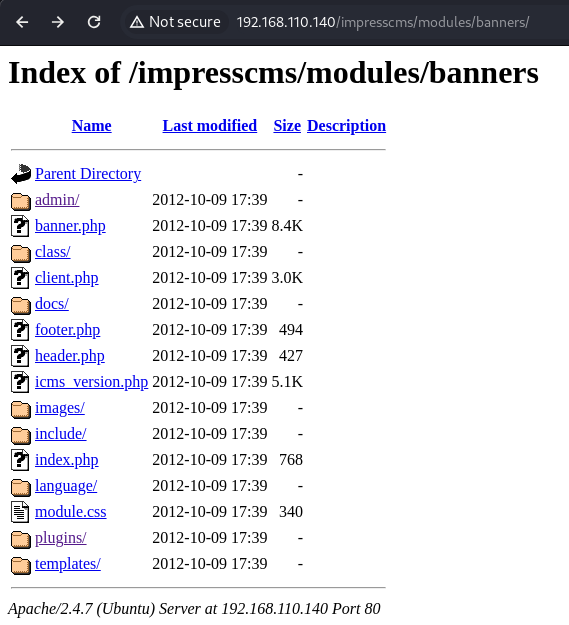 Not secure 192.168.110.140/impresscms/modules/banners/
Index of /impresscms/modules/banners
Name Last modified Size Description
Parent Directory -
admin/ 2012-10-09 17:39 -
banner.php 2012-10-09 17:39 8.4K
class/ 2012-10-09 17:39 -
client.php 2012-10-09 17:39 3.0K
docs/ 2012-10-09 17:39 -
footer.php 2012-10-09 17:39 494
header.php 2012-10-09 17:39 427
icms_version.php 2012-10-09 17:39 5.1K
images/ 2012-10-09 17:39 -
include/ 2012-10-09 17:39 -
index.php 2012-10-09 17:39 768
language/ 2012-10-09 17:39 -
module.css 2012-10-09 17:39 340
plugins/ 2012-10-09 17:39 -
templates/ 2012-10-09 17:39 -
Apache/2.4.7 (Ubuntu) Server at 192.168.110.140 Port 80